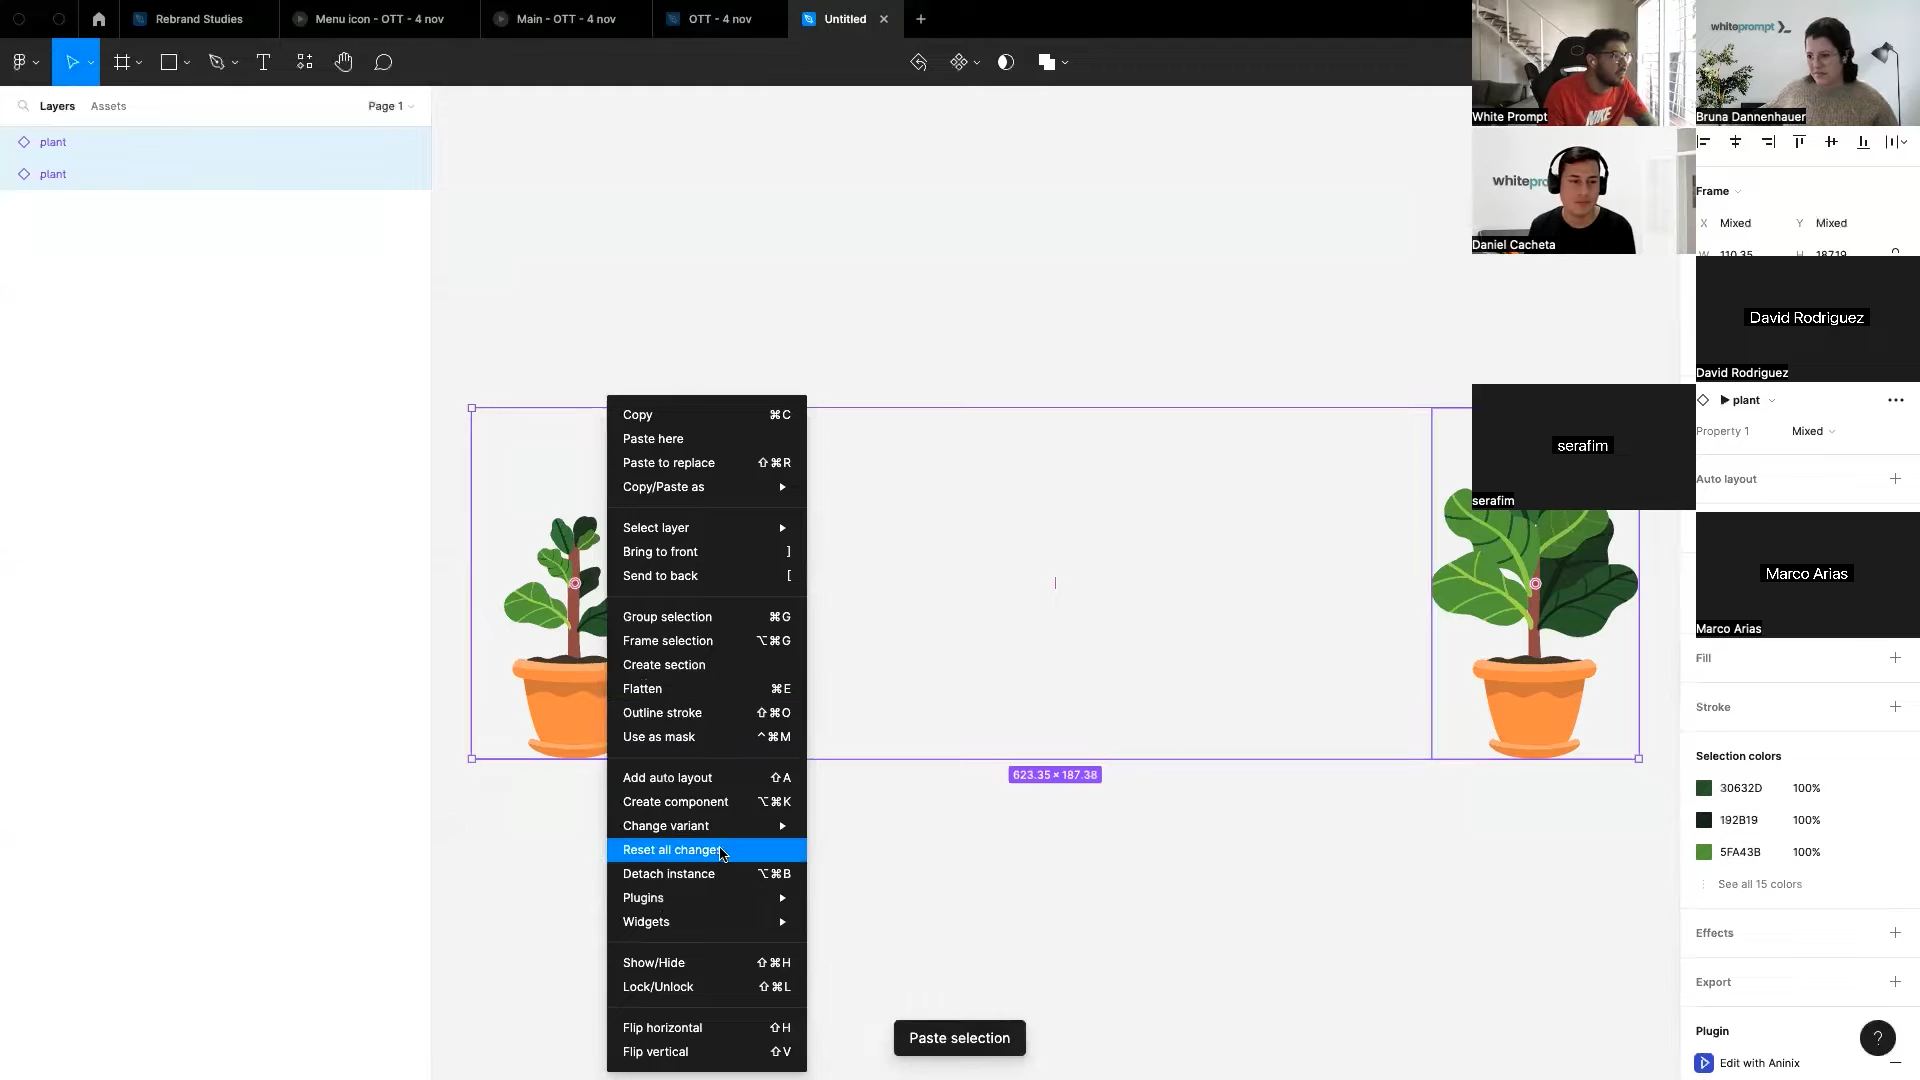 Rebrand Studies
Menu icon - OTT - 4 nov
Main - OTT - 4 nov
OTT - 4 nov
Untitled
Layers
Assets
Page 1
plant
plant
Copy ⌘C
Paste here
Paste to replace ⇧⌘R
Copy/Paste as
Select layer
Bring to front ]
Send to back [
Group selection ⌘G
Frame selection ⌥⌘G
Create section
Flatten ⌘E
Outline stroke ⇧⌘O
Use as mask ^⌘M
Add auto layout ⇧A
Create component ⌥⌘K
Change variant
Reset all changes
Detach instance ⌥⌘B
Plugins
Widgets
Show/Hide ⇧⌘H
Lock/Unlock ⇧⌘L
Flip horizontal ⇧H
Flip vertical ⇧V
623.35 × 187.38
Paste selection
NIKE
White Prompt
whiteprompt
Bruna Dannenhauer
whitepro
Daniel Cacheta
David Rodriguez
David Rodriguez
serafim
serafim
Marco Arias
Marco Arias
Frame
X Mixed Y Mixed
W 110.35 H 187.19
plant
Property 1 Mixed
Auto layout
Fill
Stroke
Selection colors
30632D 100%
192B19 100%
5FA43B 100%
See all 15 colors
Effects
Export
Plugin
?
Edit with Aninix